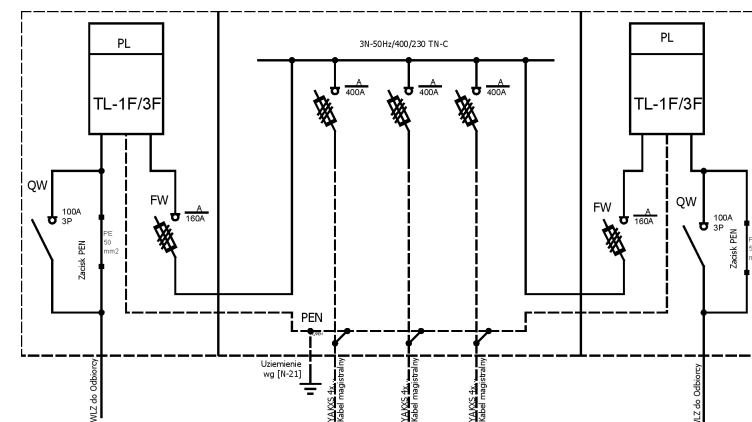 3N-50Hz/400/230 TN-C
PL
TL-1F/3F
QW
100A
3P
PE
50
mm2
Zacisk PEN
FW
A
160A
A
400A
A
400A
A
400A
PL
TL-1F/3F
FW
A
160A
QW
100A
3P
Zacisk PEN
PEN
Uziemienie
wg [N-21]
WLZ do Odbiorcy
YAKXS 4x
Kabel magistralny
YAKXS 4x
Kabel magistralny
YAKXS 4x
Kabel magistralny
WLZ do Odbiorcy